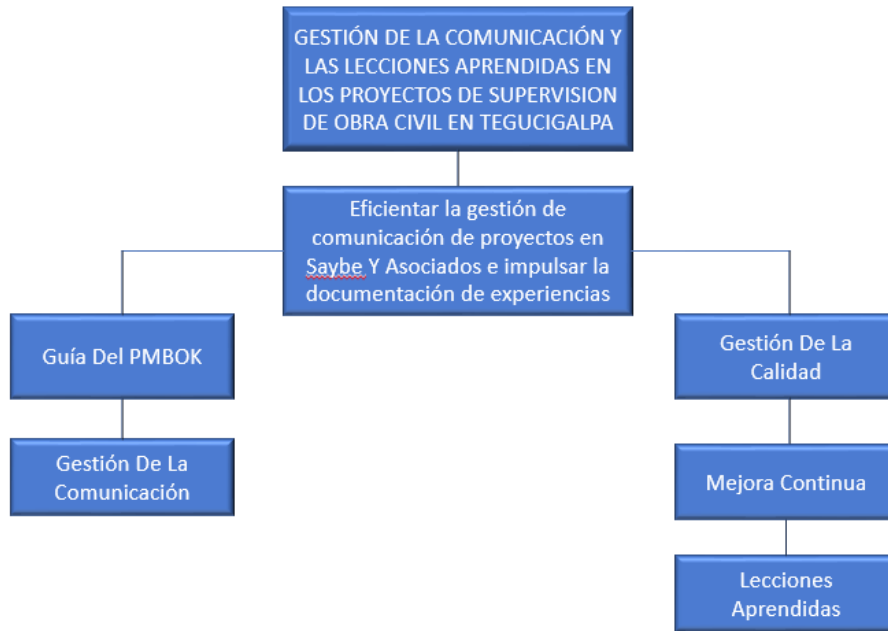 GESTIÓN DE LA COMUNICACIÓN Y
LAS LECCIONES APRENDIDAS EN
LOS PROYECTOS DE SUPERVISION
DE OBRA CIVIL EN TEGUCIGALPA
Eficientar la gestión de
comunicación de proyectos en
Saybe Y Asociados e impulsar la
documentación de experiencias
Guía Del PMBOK
Gestión De La
Comunicación
Gestión De La
Calidad
Mejora Continua
Lecciones
Aprendidas